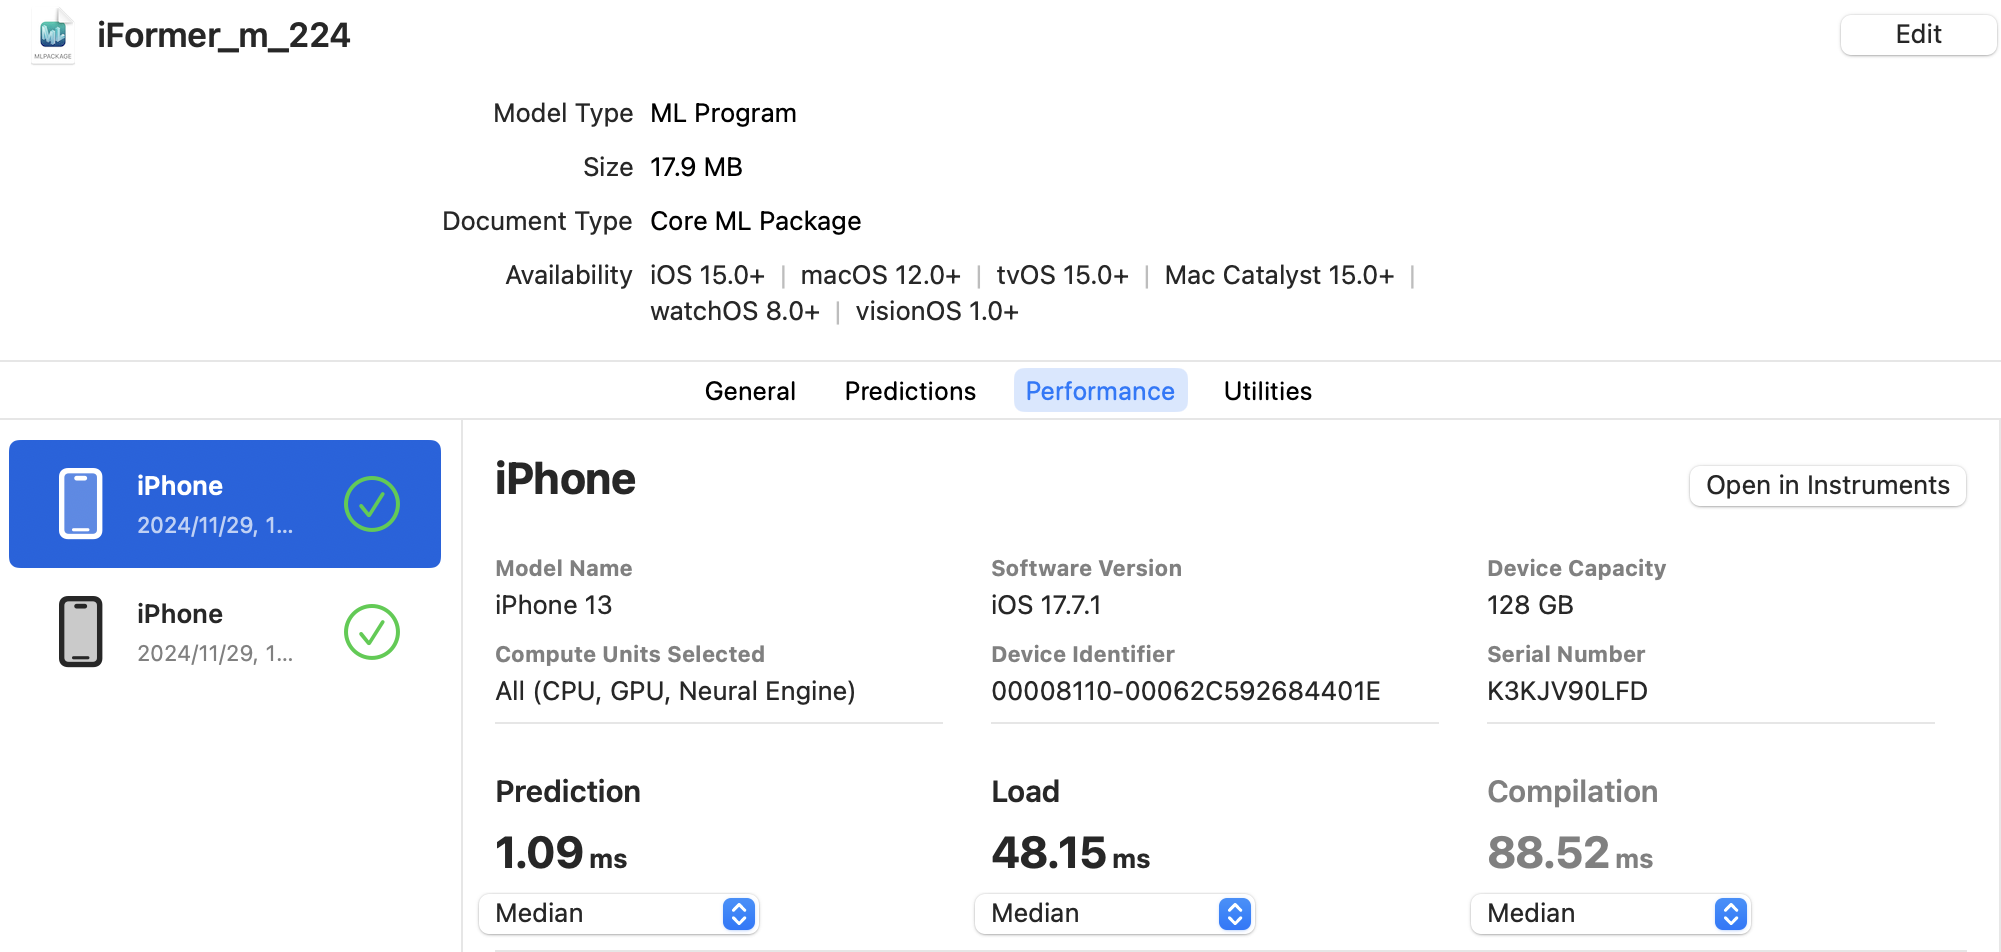 iFormer_m_224
Edit
ML
MLPACKAGE
Model Type ML Program
Size 17.9 MB
Document Type Core ML Package
Availability iOS 15.0+ | macOS 12.0+ | tvOS 15.0+ | Mac Catalyst 15.0+ |
watchOS 8.0+ | visionOS 1.0+
General Predictions Performance Utilities
iPhone
2024/11/29, 1...
iPhone
2024/11/29, 1...
iPhone
Open in Instruments
Model Name Software Version Device Capacity
iPhone 13 iOS 17.7.1 128 GB
Compute Units Selected Device Identifier Serial Number
All (CPU, GPU, Neural Engine) 00008110-00062C592684401E K3KJV90LFD
Prediction Load Compilation
1.09 ms 48.15 ms 88.52 ms
Median Median Median